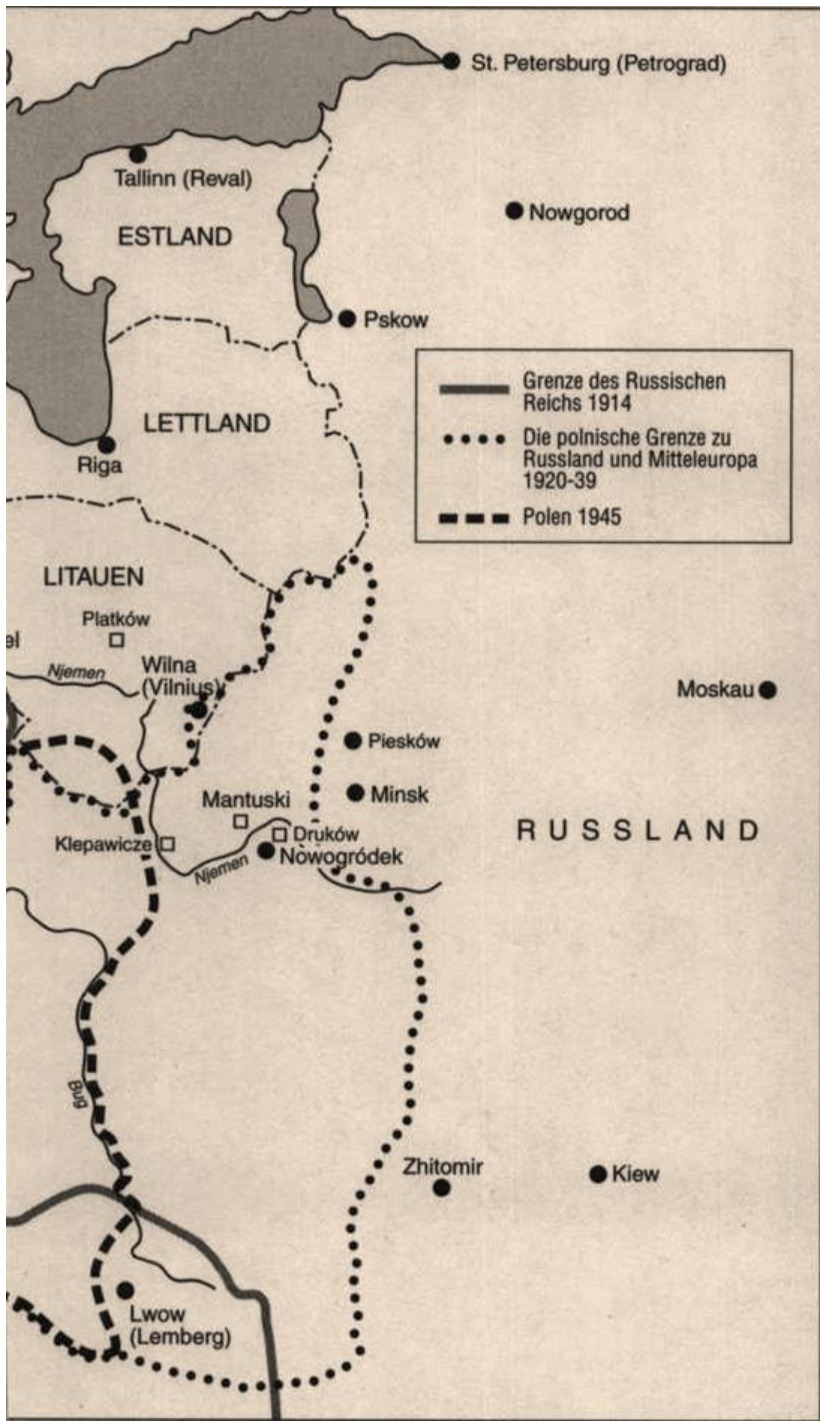 St. Petersburg (Petrograd)
Tallinn (Reval)
Nowgorod
ESTLAND
Pskow
Grenze des Russischen
Reichs 1914
LETTLAND
Die polnische Grenze zu
Russland und Mitteleuropa
1920-39
Riga
Polen 1945
LITAUEN
Platków
el
Njemen
Wilna
(Vilnius)
Moskau
Piesków
Minsk
Mantuski
RUSSLAND
Druków
Klepawicze
Nowogródek
Njemen
Bug
Zhitomir
Kiew
Lwow
(Lemberg)